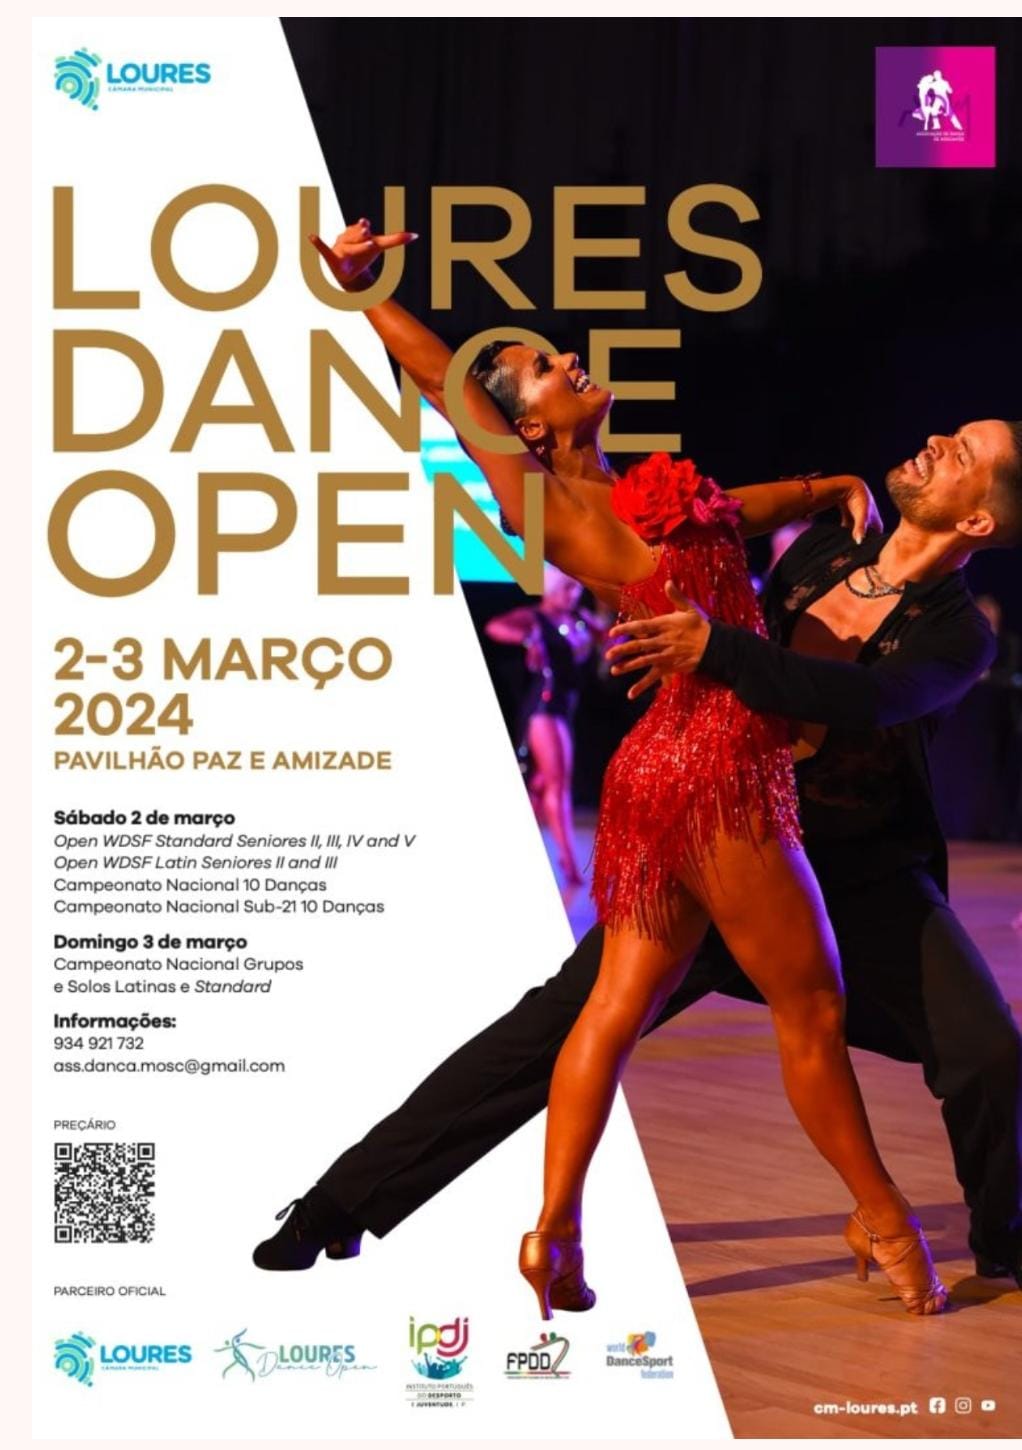 LOURES
CÂMARA MUNICIPAL
ASSOCIAÇÃO DE DANÇA
LOURES
DANCE
OPEN
2-3 MARÇO
2024
PAVILHÃO PAZ E AMIZADE
Sábado 2 de março
Open WDSF Standard Seniores II, III, IV and V
Open WDSF Latin Seniores II and III
Campeonato Nacional 10 Danças
Campeonato Nacional Sub-21 10 Danças
Domingo 3 de março
Campeonato Nacional Grupos
e Solos Latinas e Standard
Informações:
934 921 732
ass.danca.mosc@gmail.com
PREÇÁRIO
PARCEIRO OFICIAL
LOURES
CÂMARA MUNICIPAL
LOURES
Dance Open
ipdj
INSTITUTO PORTUGUÊS
DO DESPORTO
E JUVENTUDE, I. P.
FPDD
world
DanceSport
federation
cm-loures.pt